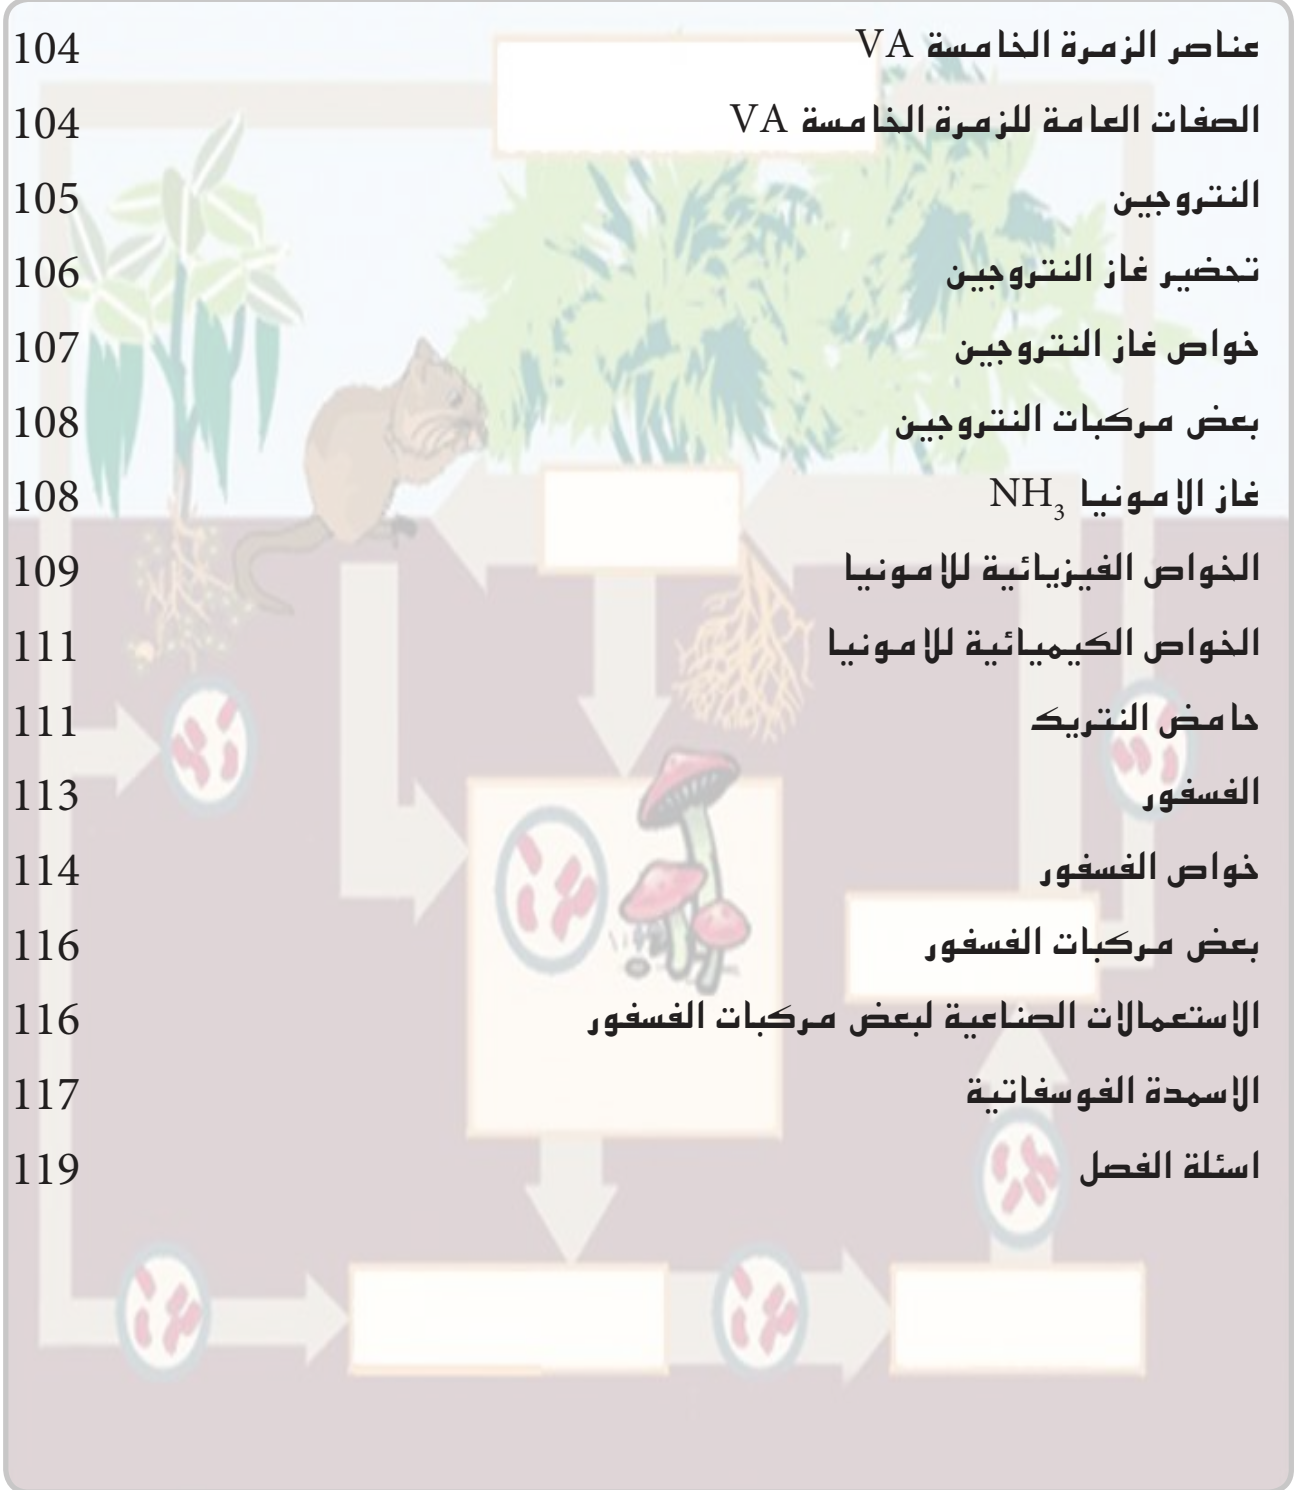 عناصر الزمرة الخامسة VA 104
الصفات العامة للزمرة الخامسة VA 104
النتروجين 105
تحضير غاز النتروجين 106
خواص غاز النتروجين 107
بعض مركبات النتروجين 108
غاز الامونيا NH₃ 108
الخواص الفيزيائية للامونيا 109
الخواص الكيميائية للامونيا 111
حامض النتريك 111
الفسفور 113
خواص الفسفور 114
بعض مركبات الفسفور 116
الاستعمالات الصناعية لبعض مركبات الفسفور 116
الاسمدة الفوسفاتية 117
اسئلة الفصل 119